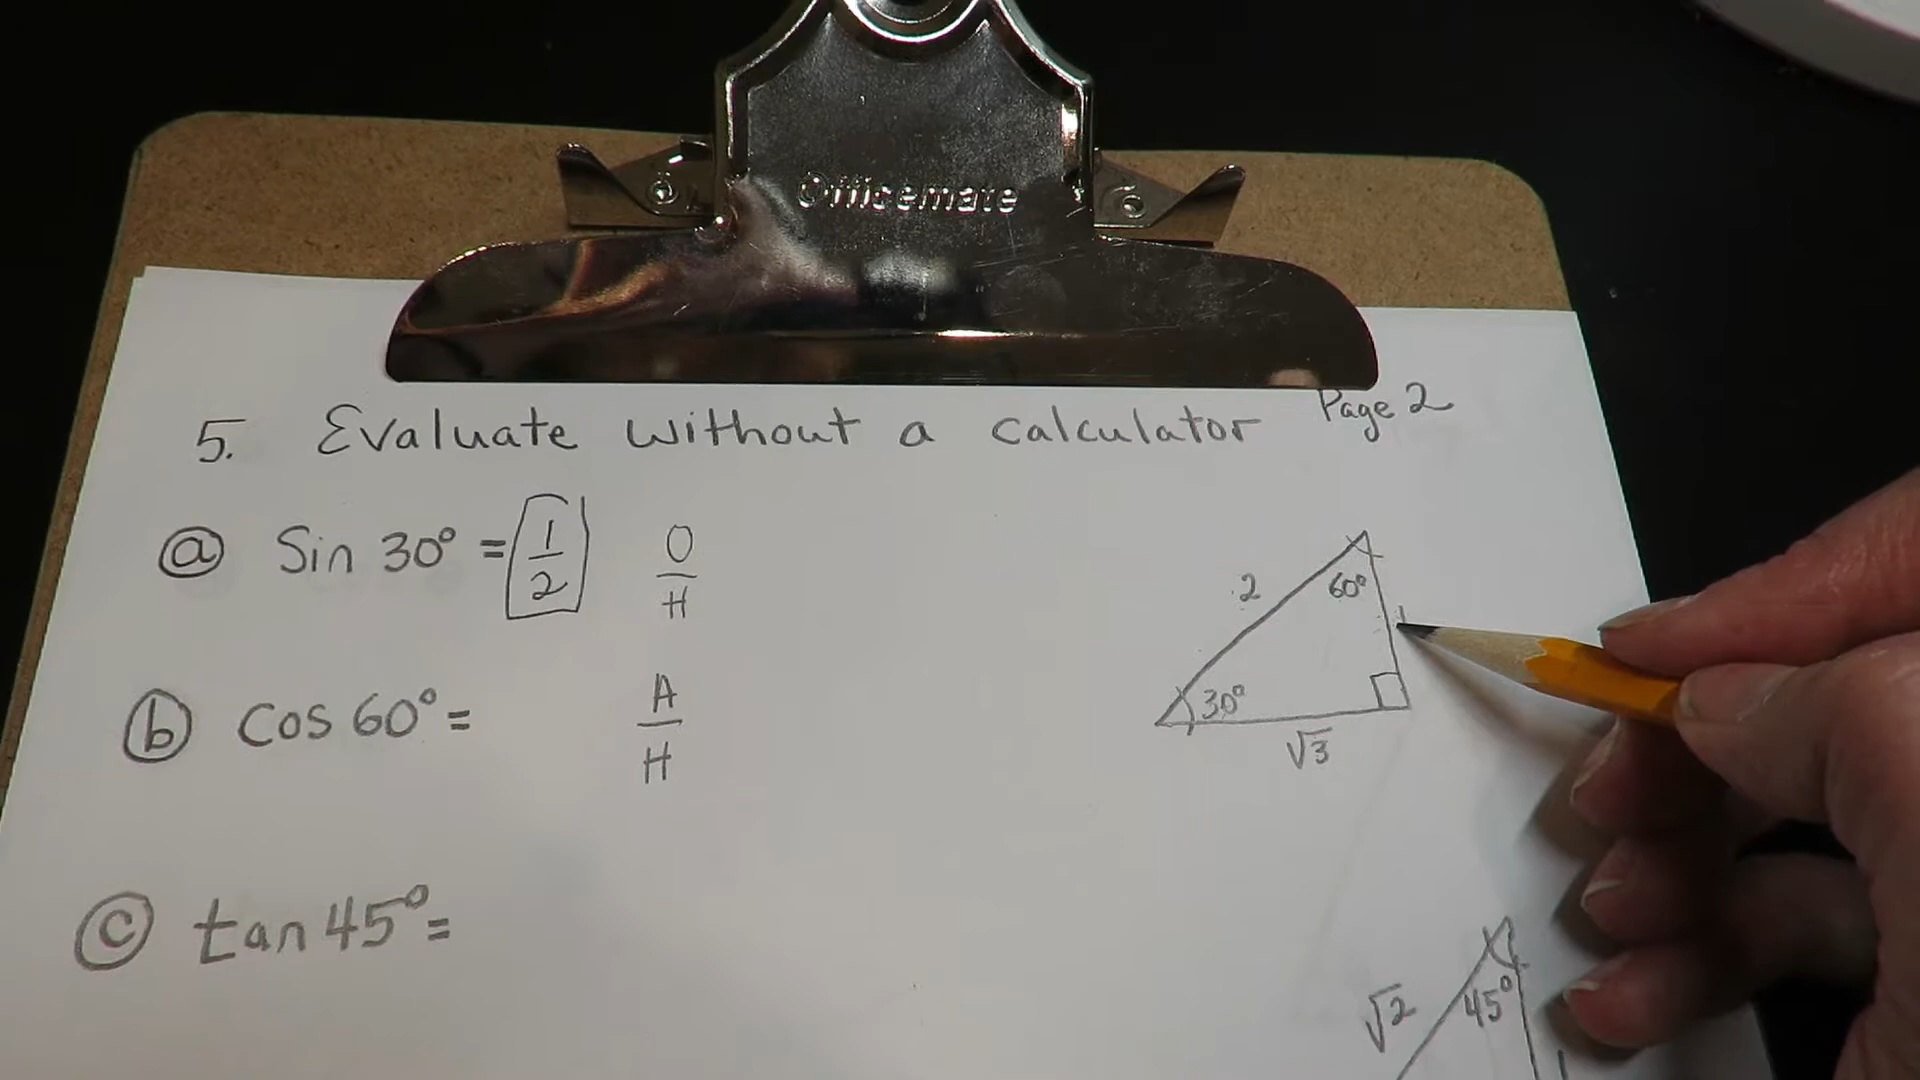 Officemate
Page 2
5. Evaluate without a calculator
ⓐ Sin 30° = 1/2 O/H
ⓑ Cos 60° = A/H
ⓒ tan 45° =
2
60°
1
30°
√3
√2
45°
1